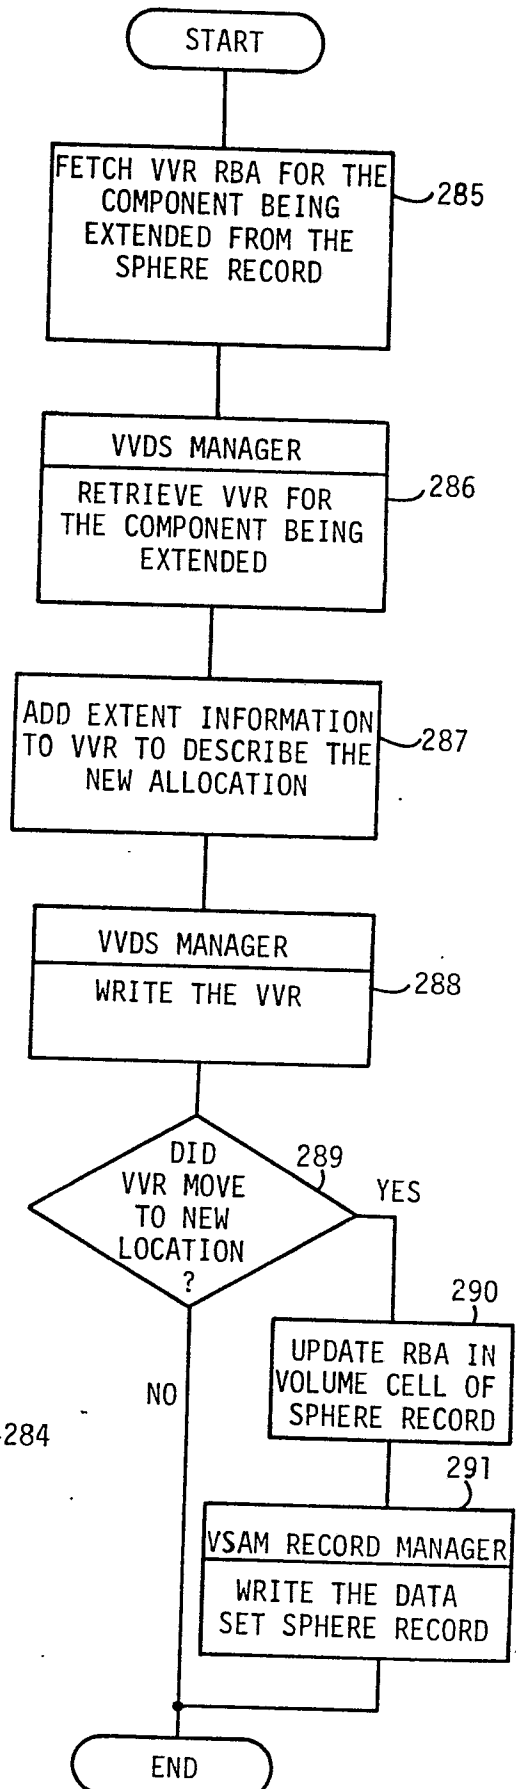 START
FETCH VVR RBA FOR THE
COMPONENT BEING
EXTENDED FROM THE
SPHERE RECORD
285
VVDS MANAGER
RETRIEVE VVR FOR
THE COMPONENT BEING
EXTENDED
286
ADD EXTENT INFORMATION
TO VVR TO DESCRIBE THE
NEW ALLOCATION
287
VVDS MANAGER
WRITE THE VVR
288
DID
VVR MOVE
TO NEW
LOCATION
?
289
YES
290
UPDATE RBA IN
VOLUME CELL OF
SPHERE RECORD
NO
284
291
VSAM RECORD MANAGER
WRITE THE DATA
SET SPHERE RECORD
END